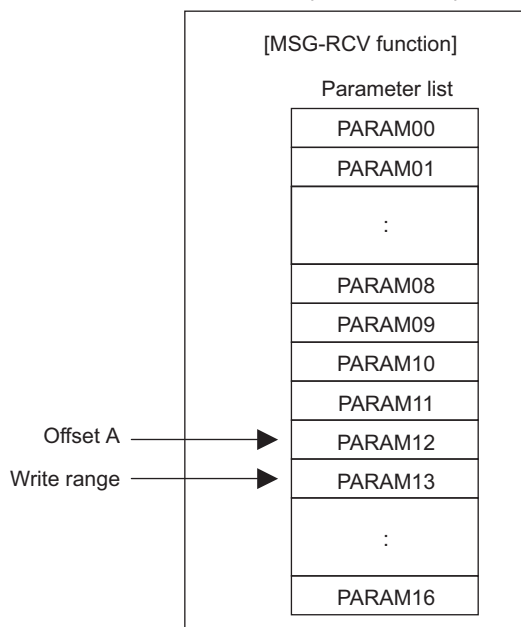 [MSG-RCV function]
Parameter list
PARAM00
PARAM01
:
PARAM08
PARAM09
PARAM10
PARAM11
Offset A PARAM12
Write range PARAM13
:
PARAM16